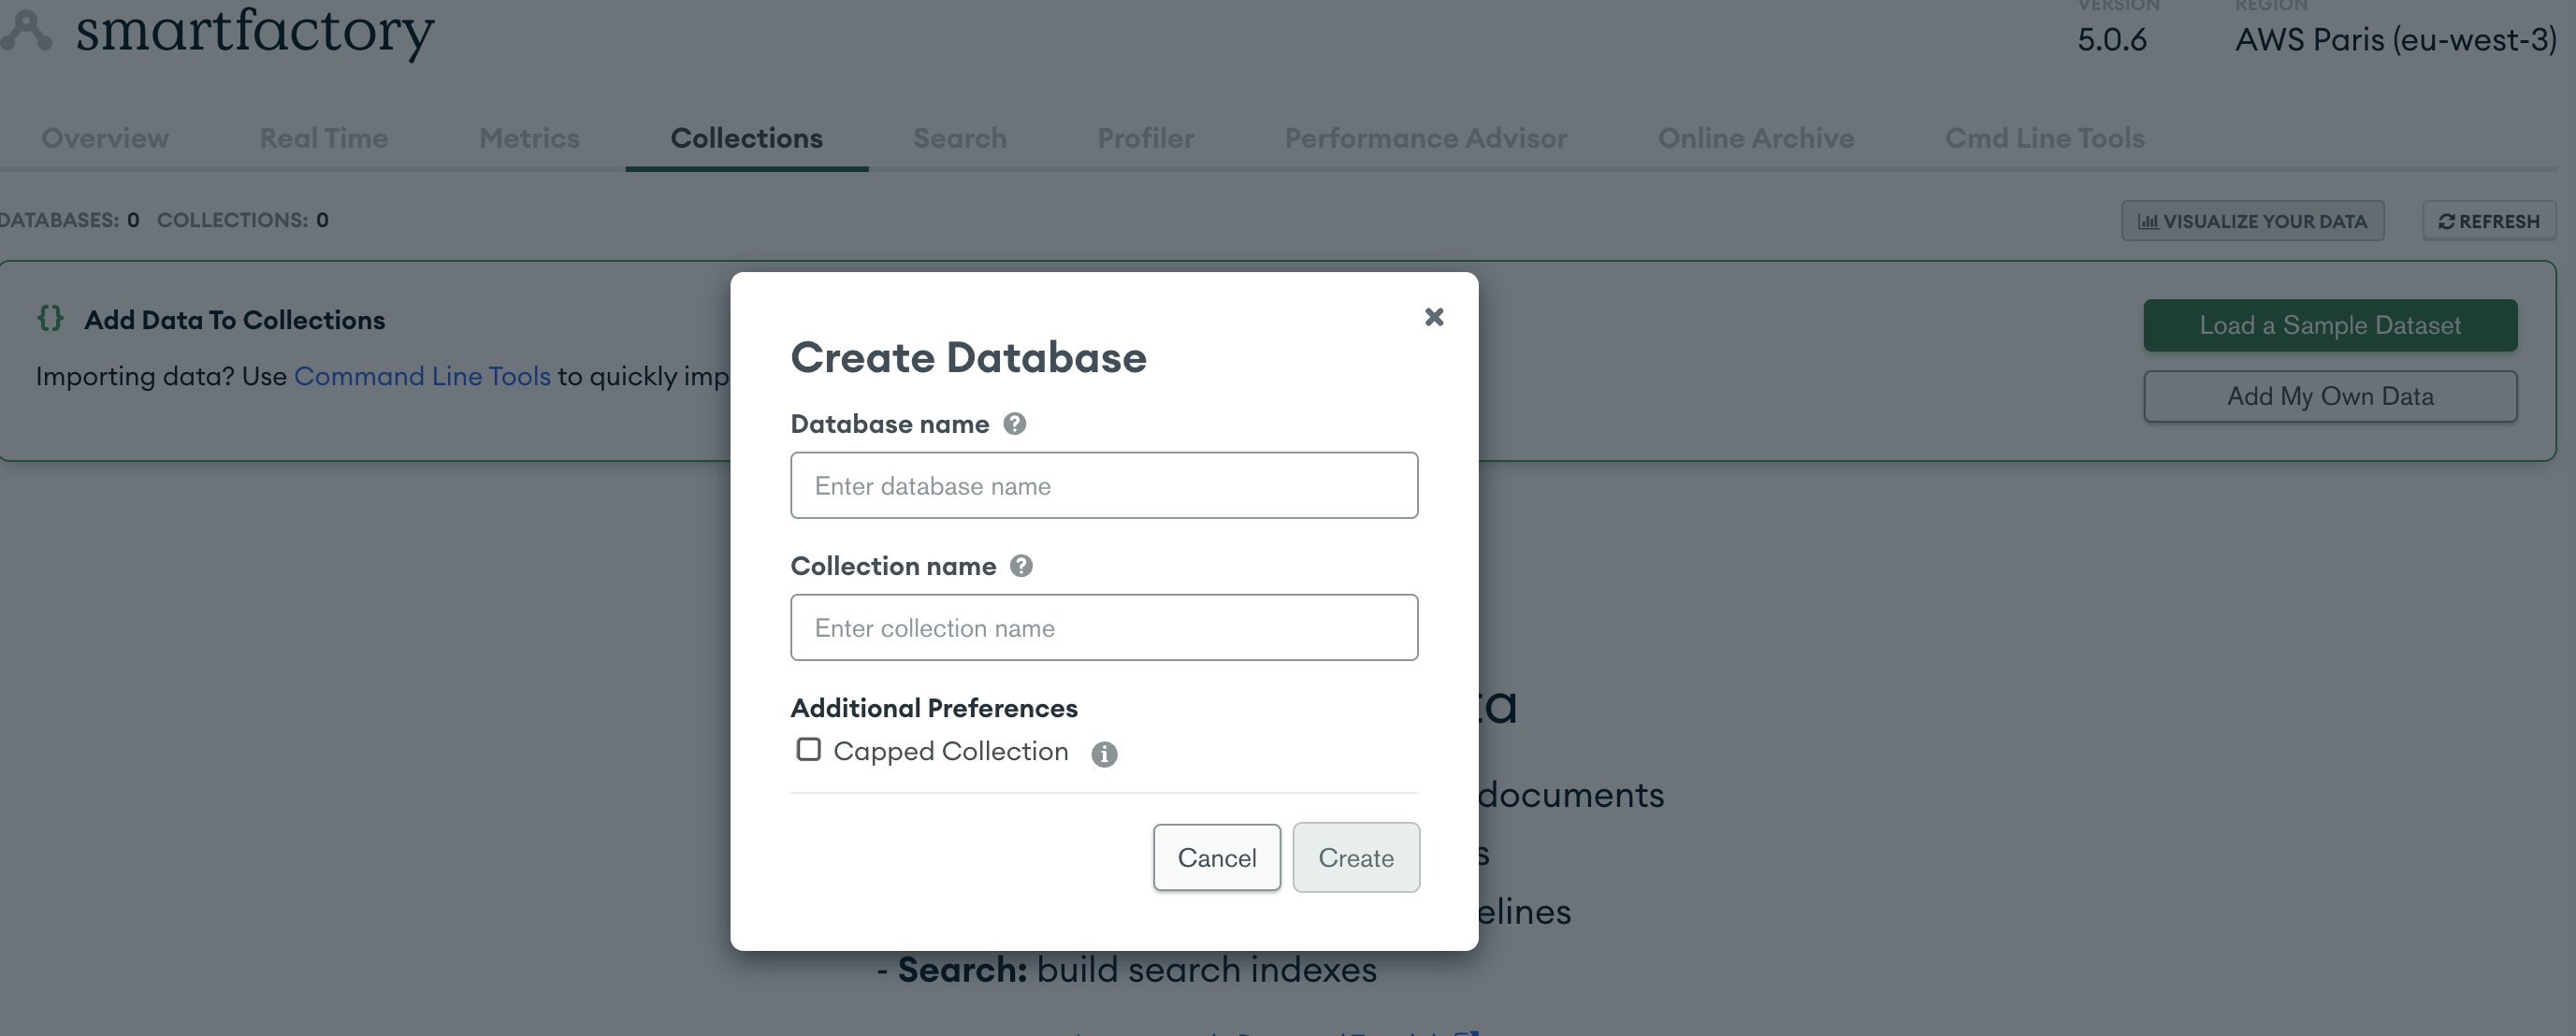 smartfactory
VERSION
5.0.6
REGION
AWS Paris (eu-west-3)
Overview Real Time Metrics Collections Search Profiler Performance Advisor Online Archive Cmd Line Tools
DATABASES: 0 COLLECTIONS: 0
VISUALIZE YOUR DATA
REFRESH
{} Add Data To Collections
Importing data? Use Command Line Tools to quickly imp
Load a Sample Dataset
Add My Own Data
Create Database
Database name
Enter database name
Collection name
Enter collection name
Additional Preferences
Capped Collection
Cancel Create
ta
documents
s
elines
- Search: build search indexes